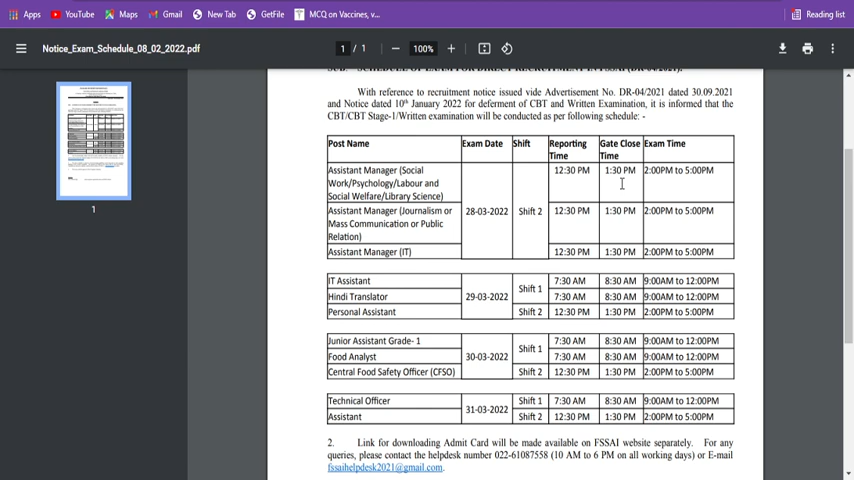 Apps YouTube Maps Gmail New Tab GetFile MCQ on Vaccines, v... Reading list
Notice_Exam_Schedule_08_02_2022.pdf 1 / 1 100%
With reference to recruitment notice issued vide Advertisement No. DR-04/2021 dated 30.09.2021
and Notice dated 10th January 2022 for deferment of CBT and Written Examination, it is informed that the
CBT/CBT Stage-1/Written examination will be conducted as per following schedule: -
Post Name Exam Date Shift Reporting Time Gate Close Time Exam Time
Assistant Manager (Social
Work/Psychology/Labour and
Social Welfare/Library Science)
12:30 PM 1:30 PM 2:00PM to 5:00PM
Assistant Manager (Journalism or
Mass Communication or Public
Relation)
28-03-2022 Shift 2 12:30 PM 1:30 PM 2:00PM to 5:00PM
Assistant Manager (IT) 12:30 PM 1:30 PM 2:00PM to 5:00PM
IT Assistant 7:30 AM 8:30 AM 9:00AM to 12:00PM
29-03-2022 Shift 1
Hindi Translator 7:30 AM 8:30 AM 9:00AM to 12:00PM
Personal Assistant Shift 2 12:30 PM 1:30 PM 2:00PM to 5:00PM
Junior Assistant Grade- 1 7:30 AM 8:30 AM 9:00AM to 12:00PM
30-03-2022 Shift 1
Food Analyst 7:30 AM 8:30 AM 9:00AM to 12:00PM
Central Food Safety Officer (CFSO) Shift 2 12:30 PM 1:30 PM 2:00PM to 5:00PM
Technical Officer Shift 1 7:30 AM 8:30 AM 9:00AM to 12:00PM
31-03-2022
Assistant Shift 2 12:30 PM 1:30 PM 2:00PM to 5:00PM
2. Link for downloading Admit Card will be made available on FSSAI website separately. For any
queries, please contact the helpdesk number 022-61087558 (10 AM to 6 PM on all working days) or E-mail
fssaihelpdesk2021@gmail.com.
1